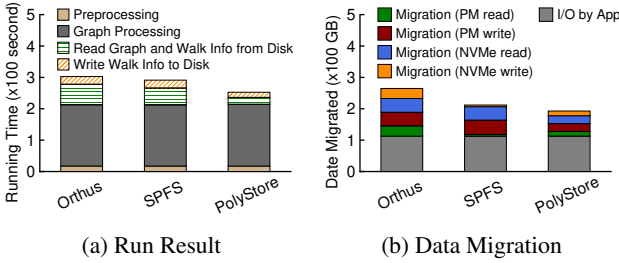 Preprocessing
Graph Processing
Read Graph and Walk Info from Disk
Write Walk Info to Disk
Running Time (x100 second)
5
4
3
2
1
0
Orthus
SPFS
PolyStore
(a) Run Result
Migration (PM read)
Migration (PM write)
Migration (NVMe read)
Migration (NVMe write)
I/O by App
Date Migrated (x100 GB)
5
4
3
2
1
0
Orthus
SPFS
PolyStore
(b) Data Migration